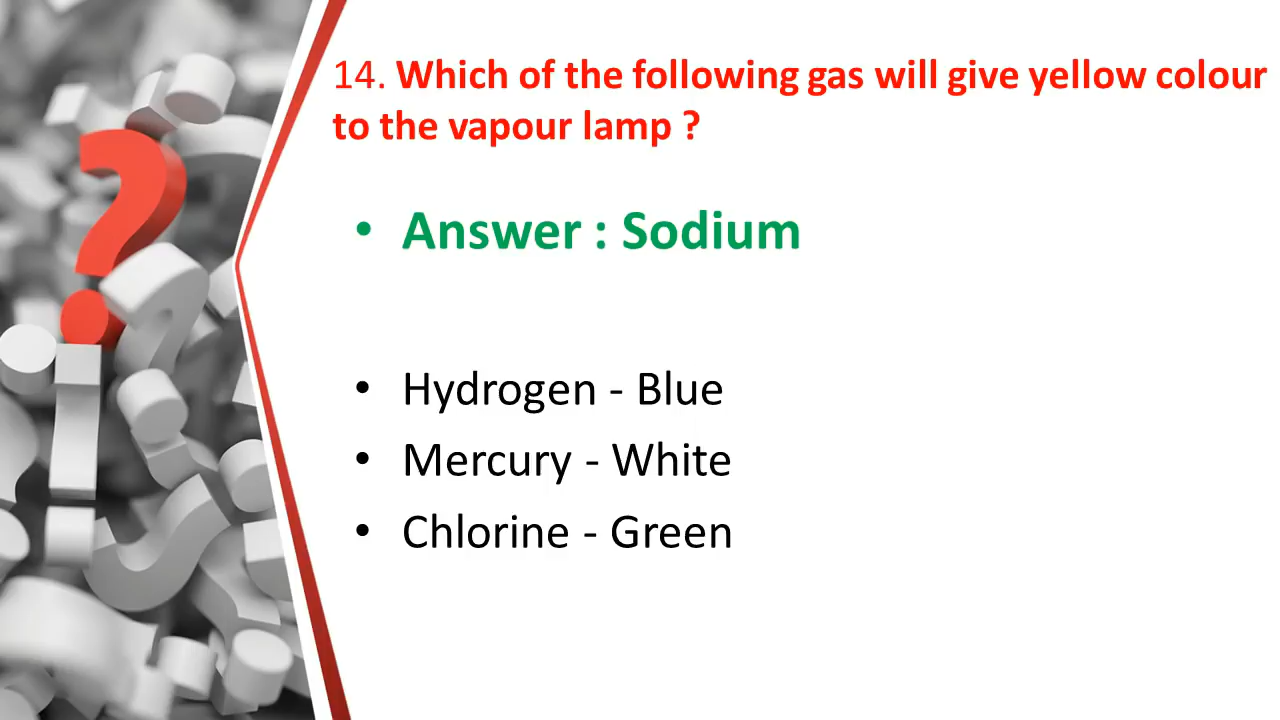 14. Which of the following gas will give yellow colour
to the vapour lamp ?
• Answer : Sodium
• Hydrogen - Blue
• Mercury - White
• Chlorine - Green